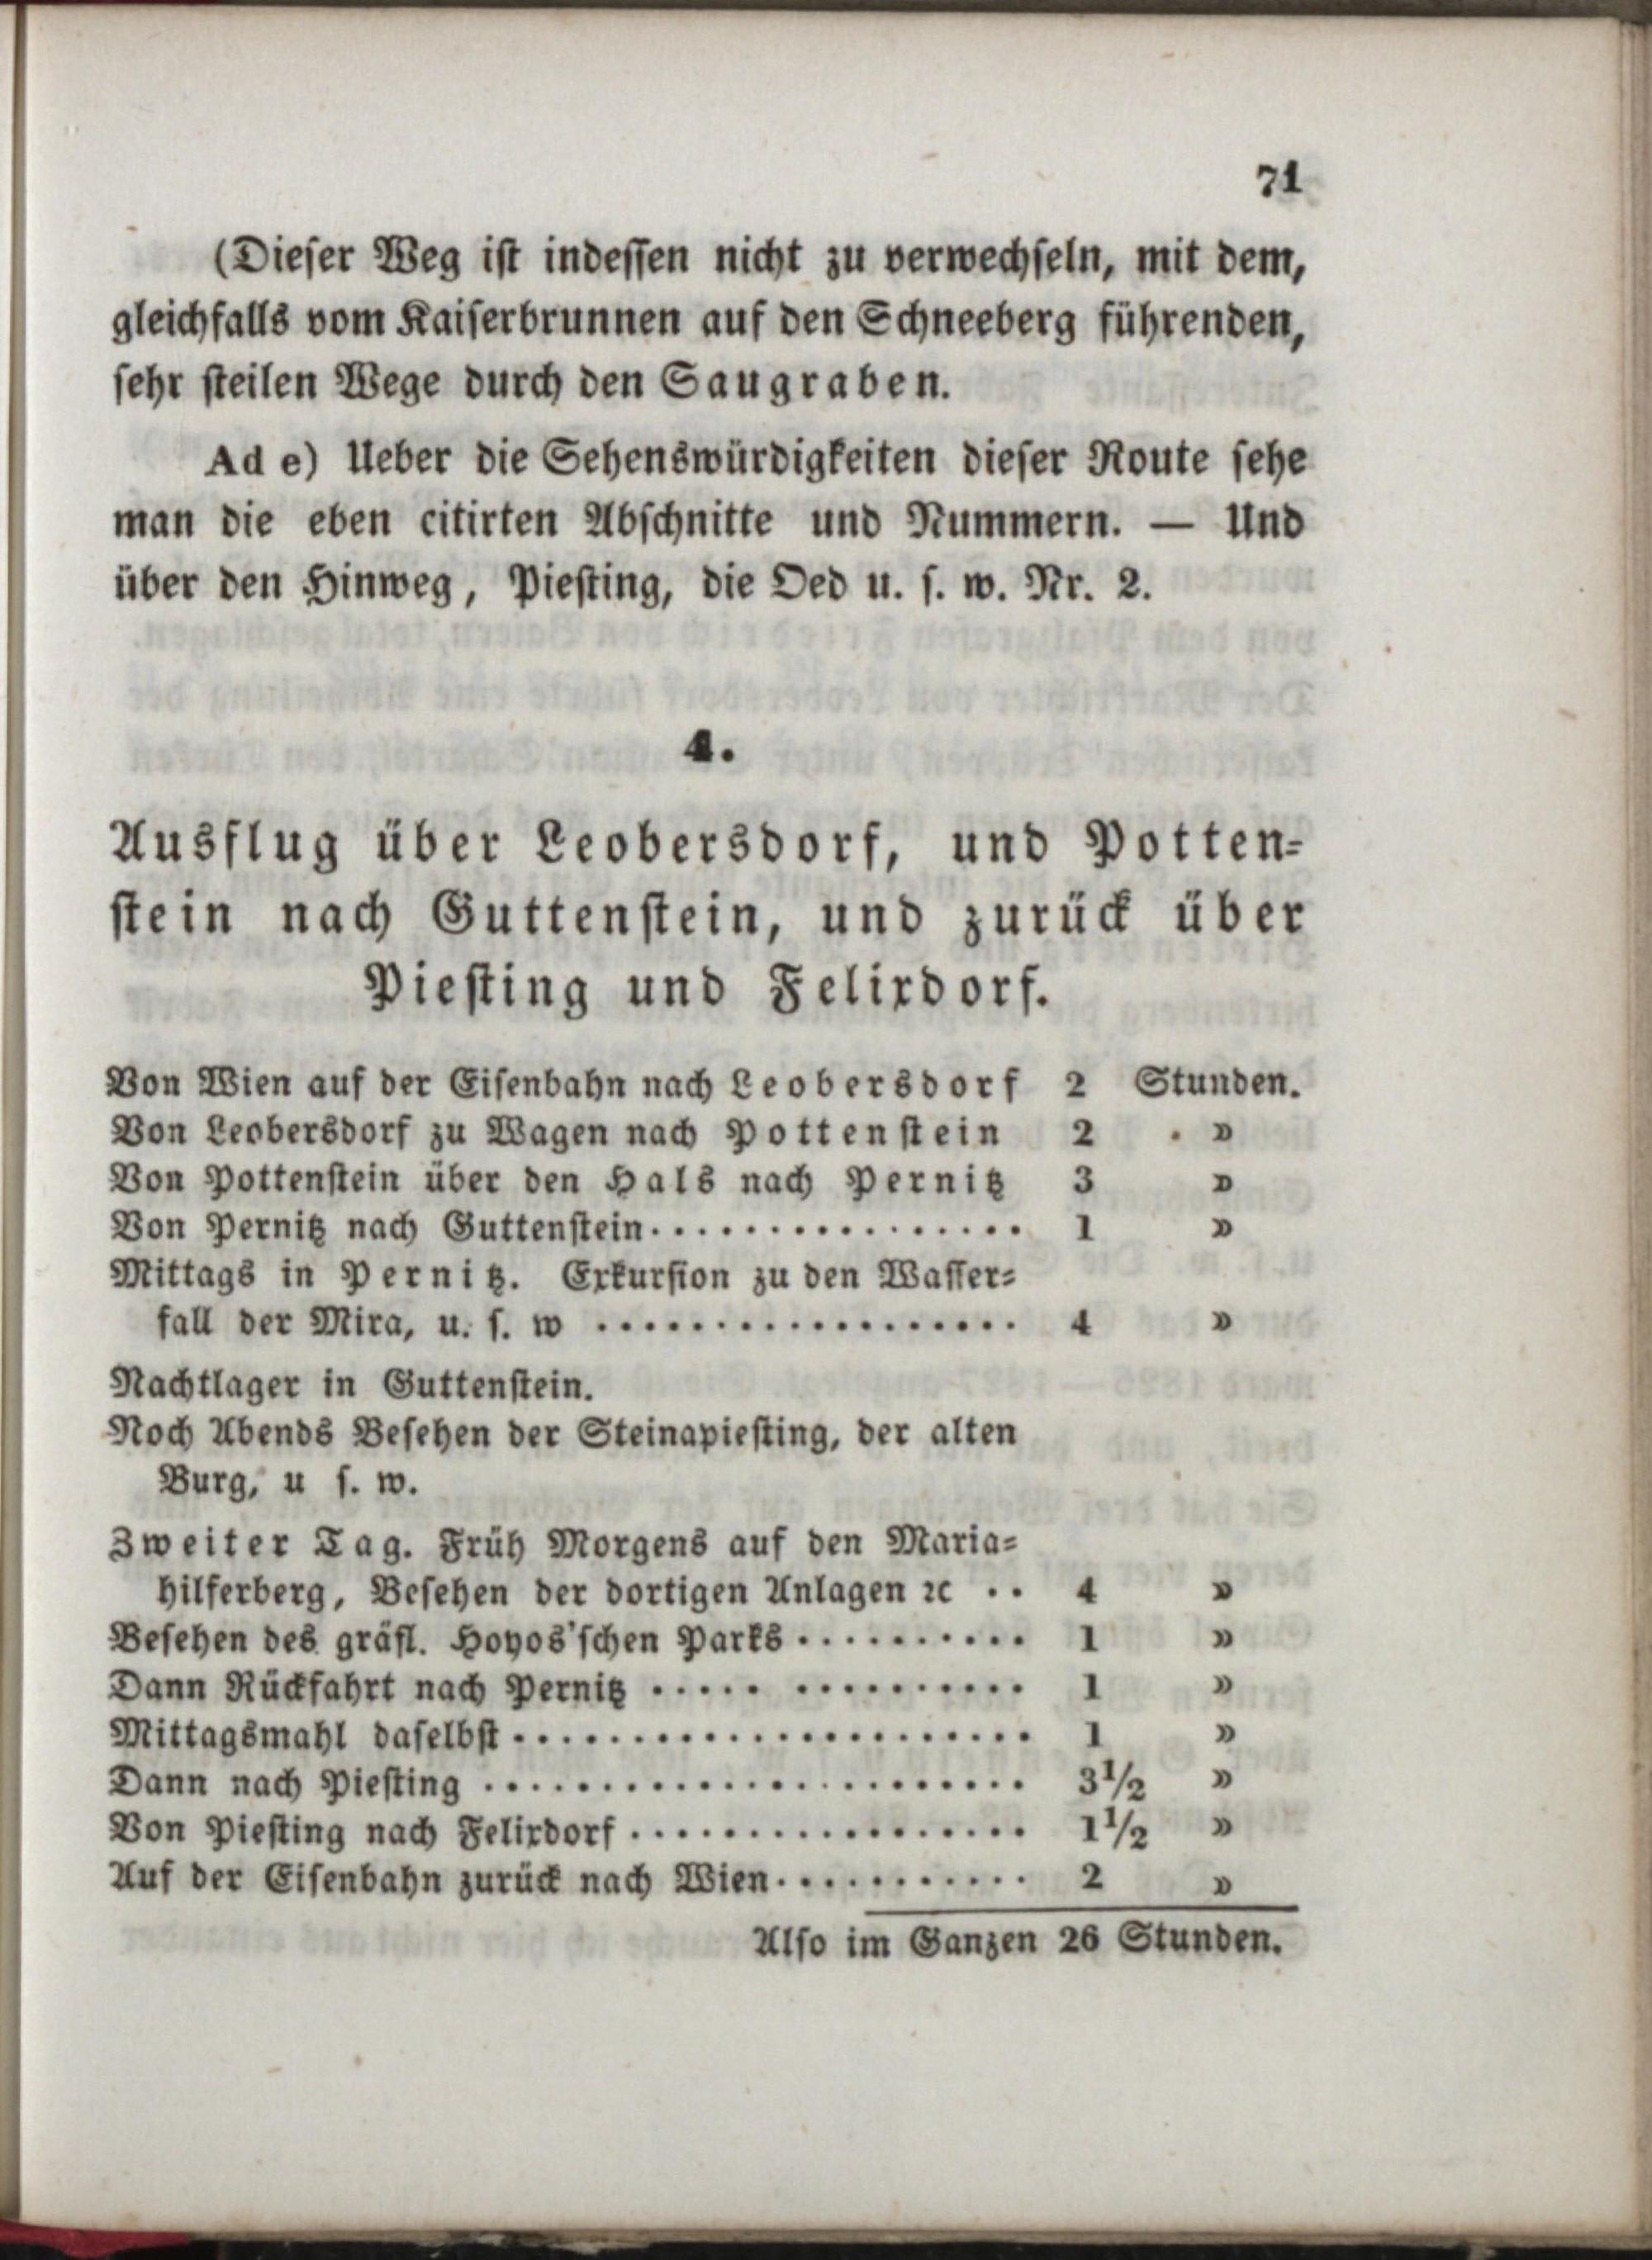 71
(Dieser Weg ist indessen nicht zu verwechseln, mit dem,
gleichfalls vom Kaiserbrunnen auf den Schneeberg führenden,
sehr steilen Wege durch den Saugraben.
Ad e) Ueber die Sehenswürdigkeiten dieser Route sehe
man die eben citirten Abschnitte und Nummern. — Und
über den Hinweg, Piesting, die Oed u. s. w. Nr. 2.
4.
Ausflug über Leobersdorf, und Potten-
stein nach Guttenstein, und zurück über
Piesting und Felixdorf.
Von Wien auf der Eisenbahn nach Leobersdorf 2 Stunden.
Von Leobersdorf zu Wagen nach Pottenstein 2 . »
Von Pottenstein über den Hals nach Pernitz 3 »
Von Pernitz nach Guttenstein................ 1 »
Mittags in Pernitz. Exkursion zu den Wasser-
fall der Mira, u. s. w .................. 4 »
Nachtlager in Guttenstein.
Noch Abends Besehen der Steinapiesting, der alten
Burg, u s. w.
Zweiter Tag. Früh Morgens auf den Maria-
hilferberg, Besehen der dortigen Anlagen ꝛc .. 4 »
Besehen des gräfl. Hoyos'schen Parks.......... 1 »
Dann Rückfahrt nach Pernitz ..... .......... 1 »
Mittagsmahl daselbst...................... 1 »
Dann nach Piesting ....................... 3½ »
Von Piesting nach Felixdorf................. 1½ »
Auf der Eisenbahn zurück nach Wien........... 2 »
Also im Ganzen 26 Stunden.